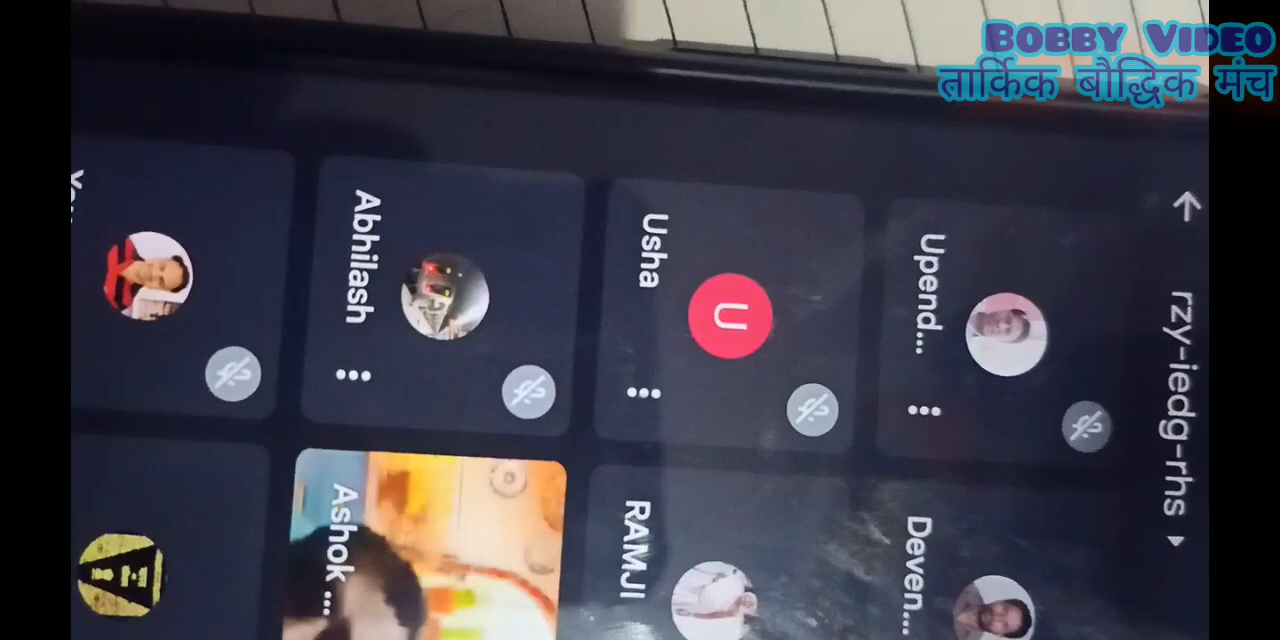 BOBBY VIDEO
तार्किक बौद्धिक मंच
rzy-iedg-rhs
Upend...
Deven...
Usha
U
RAMJI
Abhilash
Ashok ...